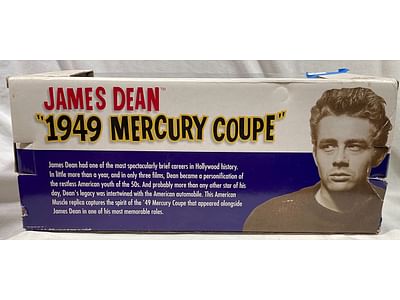 JAMES DEAN™
"1949 MERCURY COUPE"
James Dean had one of the most spectacularly brief careers in Hollywood history.
In little more than a year, and in only three films, Dean became a personification of
the restless American youth of the 50s. And probably more than any other star of his
day, Dean's legacy was intertwined with the American automobile. This American
Muscle replica captures the spirit of the '49 Mercury Coupe that appeared alongside
James Dean in one of his most memorable roles.